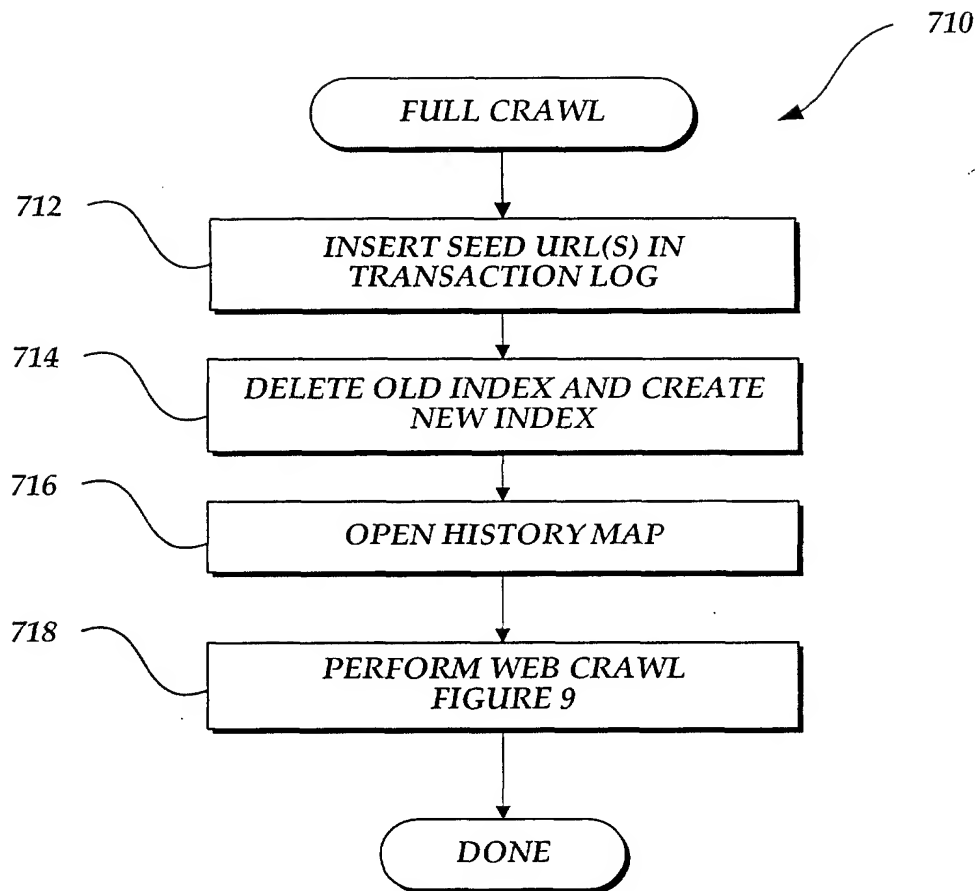 710
FULL CRAWL
712
INSERT SEED URL(S) IN
TRANSACTION LOG
714
DELETE OLD INDEX AND CREATE
NEW INDEX
716
OPEN HISTORY MAP
718
PERFORM WEB CRAWL
FIGURE 9
DONE